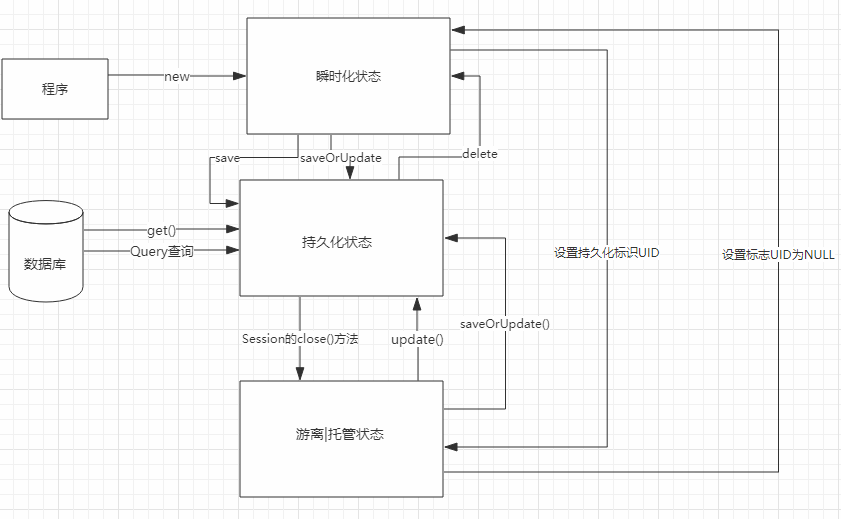 瞬时化状态
程序
new
save
saveOrUpdate
delete
get()
持久化状态
Query查询
数据库
设置持久化标识UID
设置标志UID为NULL
Session的close()方法
update()
saveOrUpdate()
游离|托管状态